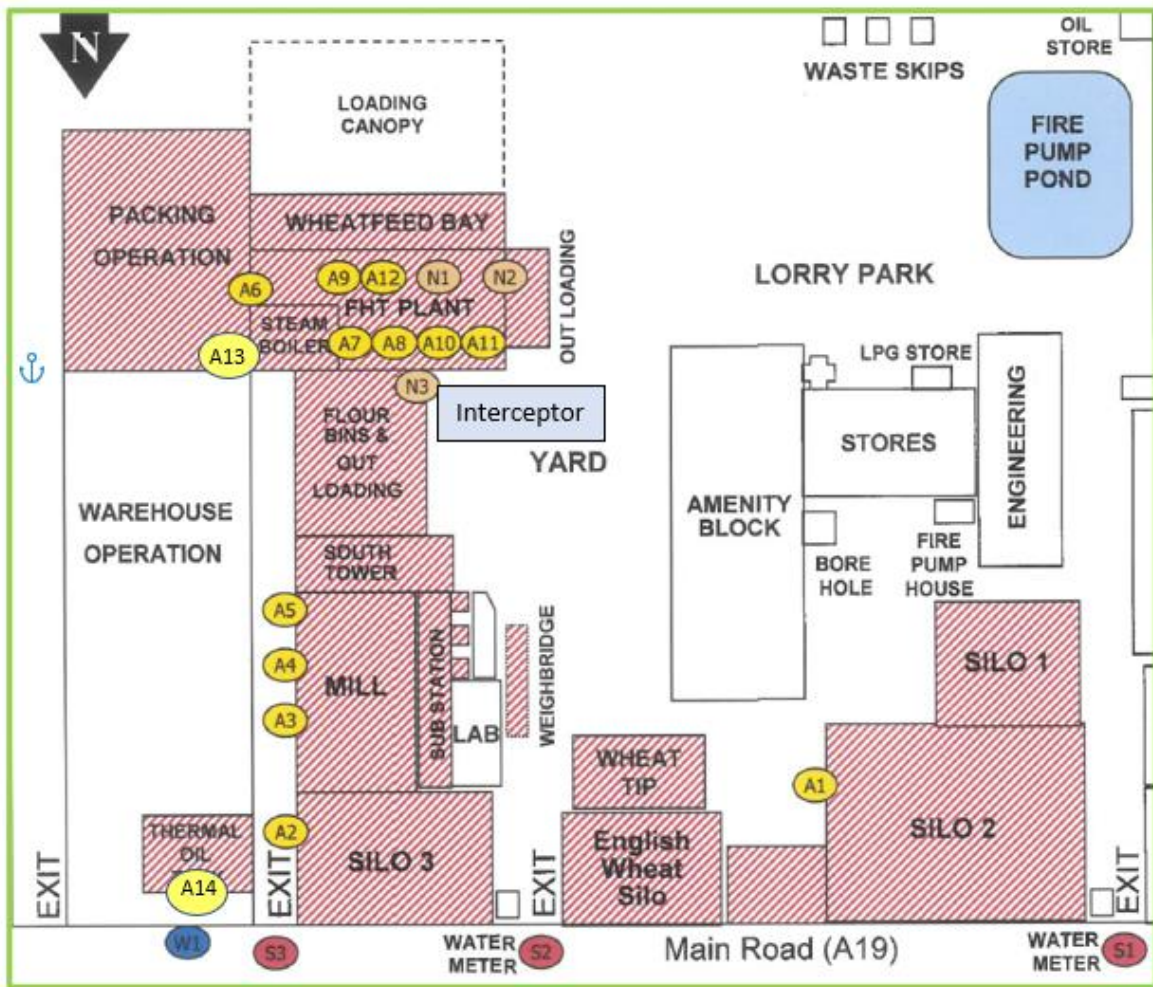 N
LOADING
CANOPY
WASTE SKIPS
OIL
STORE
FIRE
PUMP
POND
PACKING
OPERATION
WHEATFEED BAY
A6
A9
A12
N1
N2
FHT PLANT
STEAM
BOILER
A7
A8
A10
A11
A13
OUT LOADING
LORRY PARK
N3
Interceptor
LPG STORE
FLOUR
BINS &
OUT
LOADING
YARD
STORES
ENGINEERING
AMENITY
BLOCK
WAREHOUSE
OPERATION
BORE
HOLE
FIRE
PUMP
HOUSE
SOUTH
TOWER
A5
A4
A3
MILL
SUB STATION
LAB
WEIGHBRIDGE
SILO 1
WHEAT
TIP
A1
SILO 2
THERMAL
OIL
A14
A2
SILO 3
English
Wheat
Silo
EXIT
EXIT
EXIT
EXIT
W1
S3
WATER
METER
S2
Main Road (A19)
WATER
METER
S1